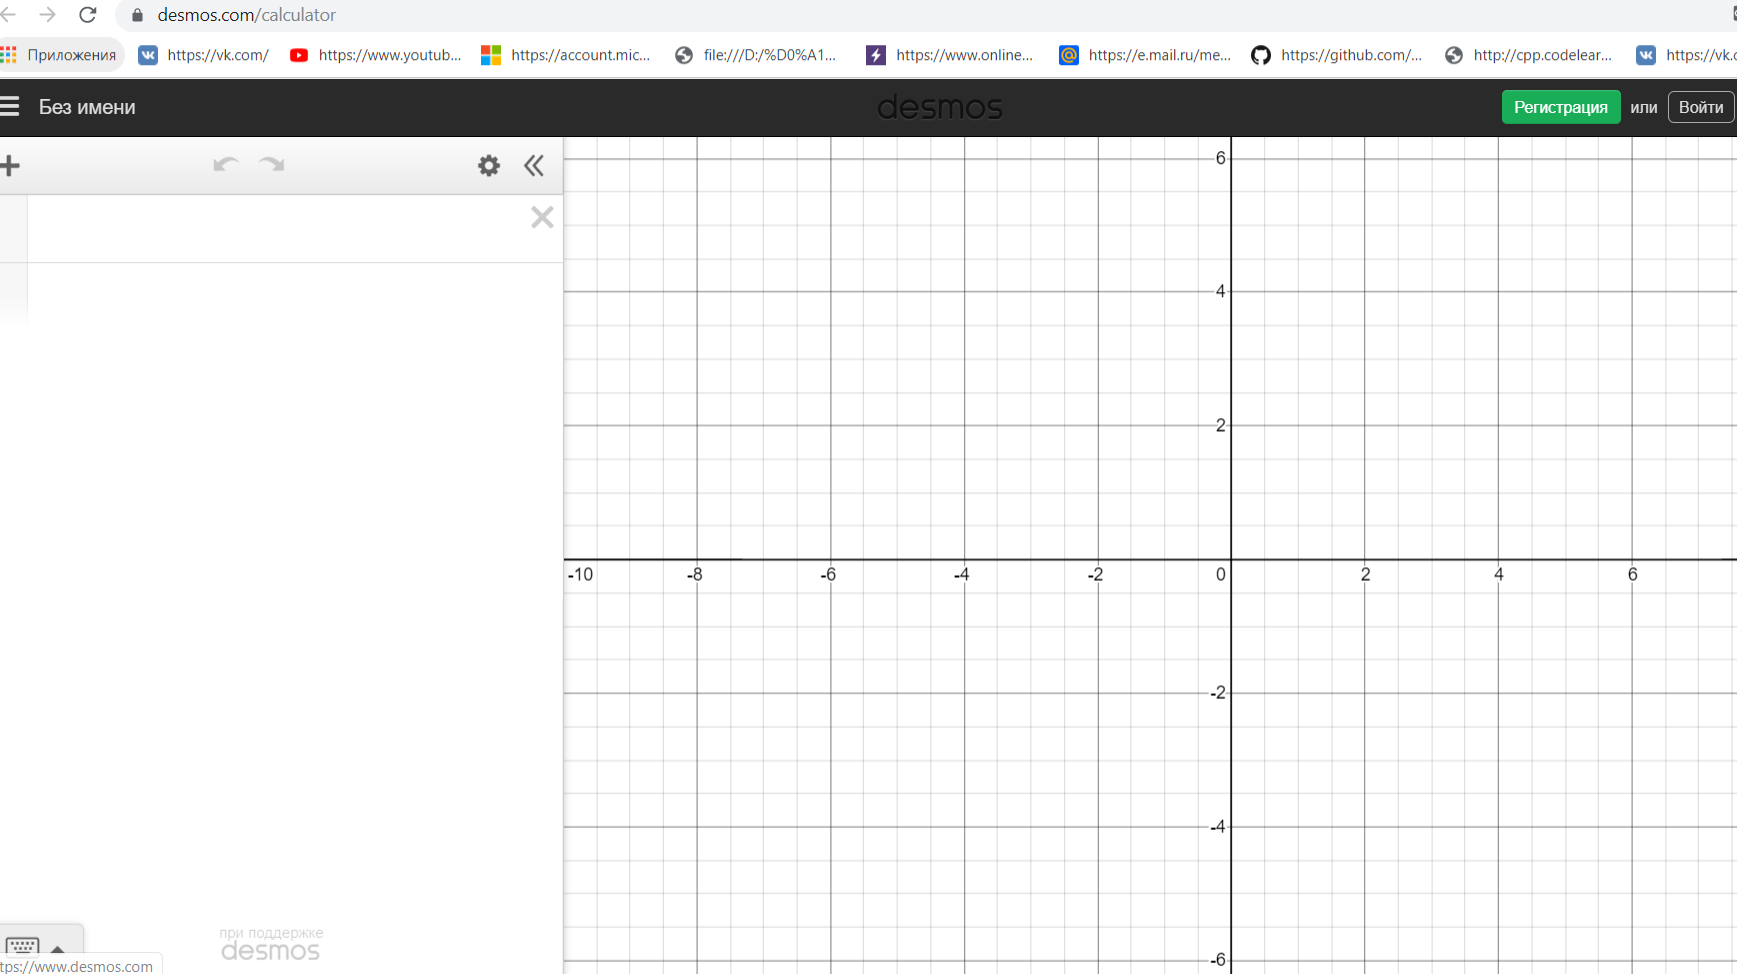 desmos.com/calculator
Приложения https://vk.com/ https://www.youtub... https://account.mic... file:///D:/%D0%A1... https://www.online... https://e.mail.ru/me... https://github.com/... http://cpp.codelear... https://vk.c
Без имени desmos Регистрация или Войти
6
4
2
-10 -8 -6 -4 -2 0 2 4 6
-2
-4
-6
при поддержке
desmos
tps://www.desmos.com